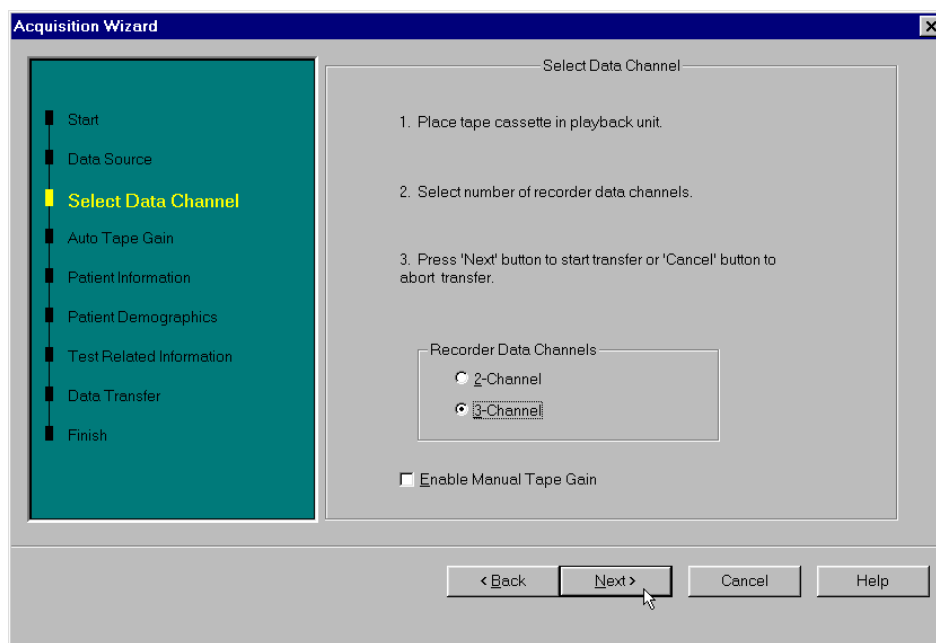 Acquisition Wizard
Start
Data Source
Select Data Channel
Auto Tape Gain
Patient Information
Patient Demographics
Test Related Information
Data Transfer
Finish
Select Data Channel
1. Place tape cassette in playback unit.
2. Select number of recorder data channels.
3. Press 'Next' button to start transfer or 'Cancel' button to
abort transfer.
Recorder Data Channels
2-Channel
3-Channel
Enable Manual Tape Gain
< Back
Next >
Cancel
Help